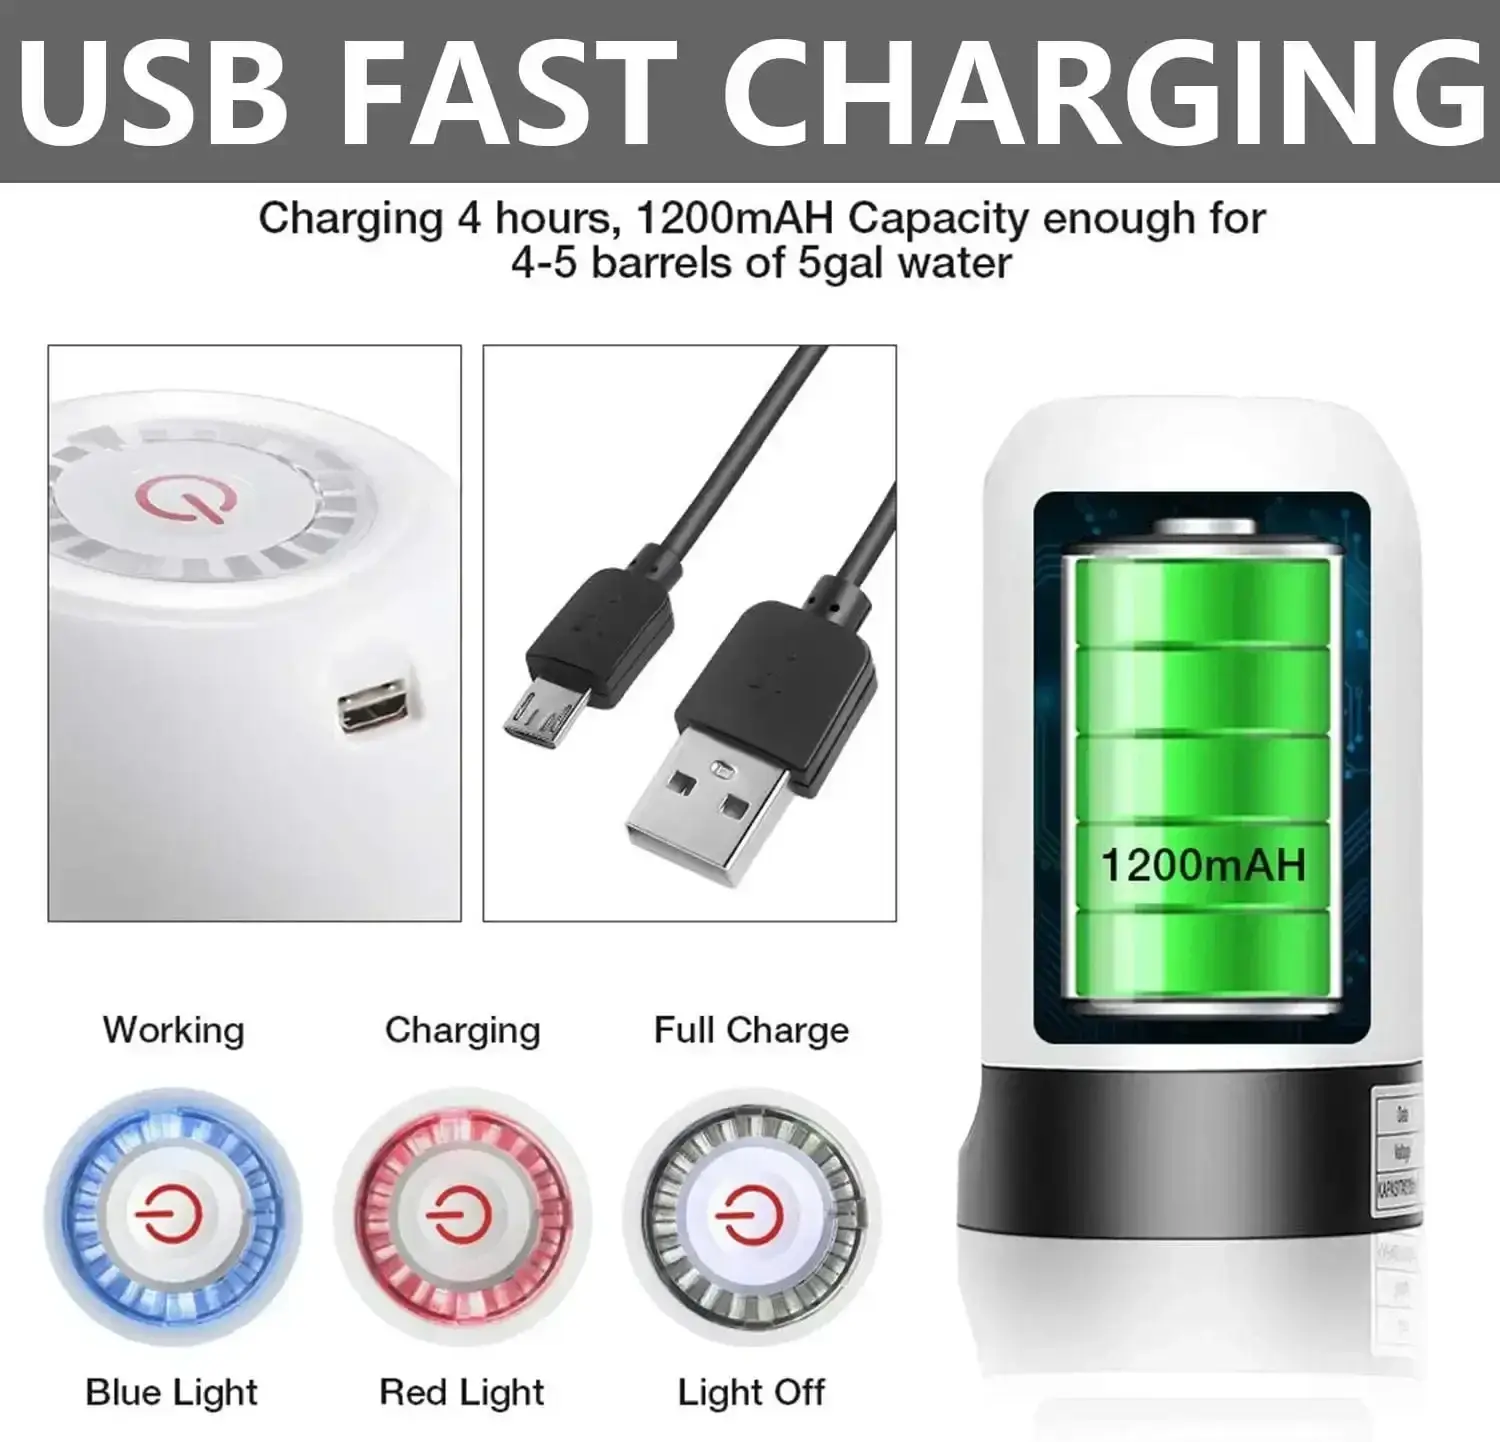 USB FAST CHARGING
Charging 4 hours, 1200mAH Capacity enough for
4-5 barrels of 5gal water
1200mAH
Working
Charging
Full Charge
Blue Light
Red Light
Light Off